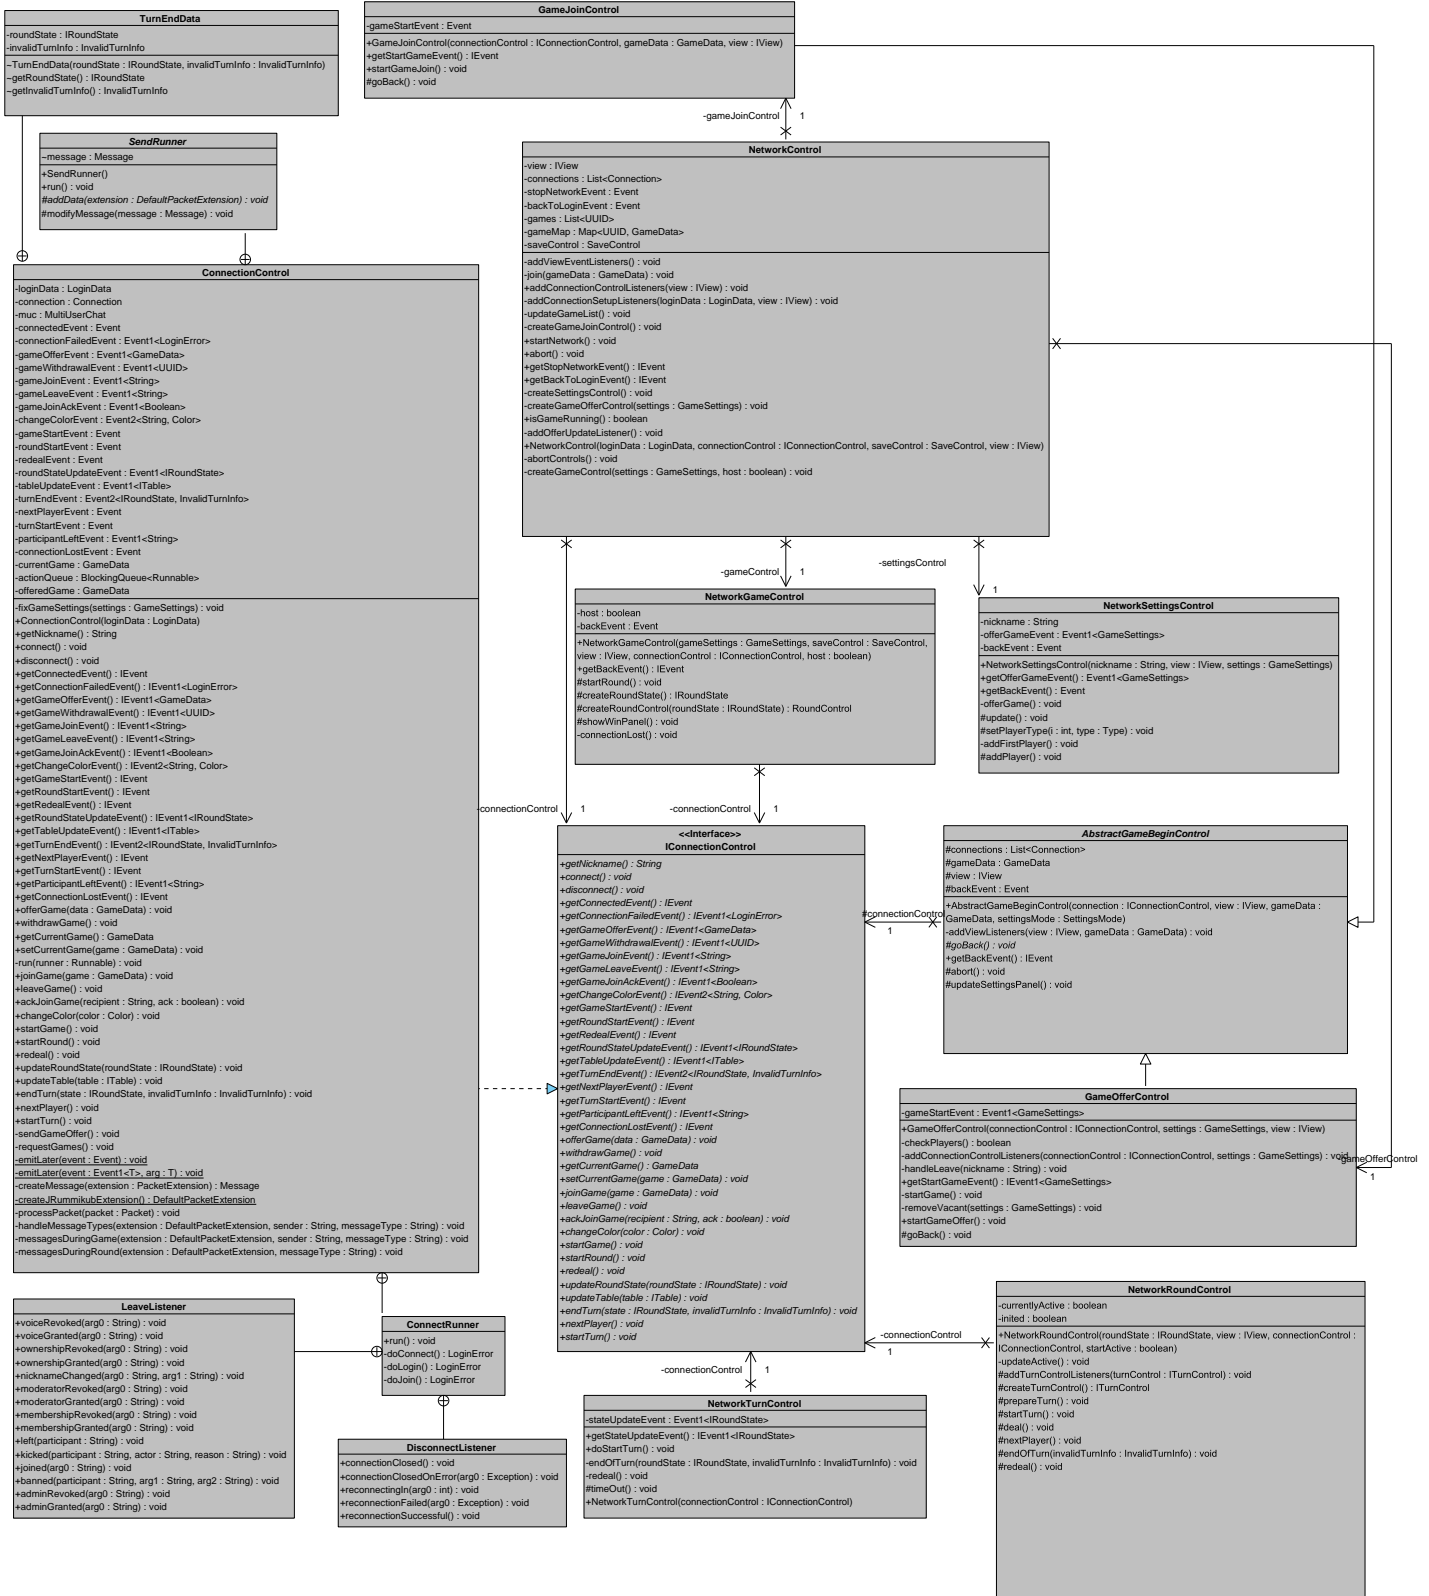 TurnEndData
-roundState : IRoundState
-invalidTurnInfo : InvalidTurnInfo
~TurnEndData(roundState : IRoundState, invalidTurnInfo : InvalidTurnInfo)
~getRoundState() : IRoundState
~getInvalidTurnInfo() : InvalidTurnInfo
GameJoinControl
-gameStartEvent : Event
+GameJoinControl(connectionControl : IConnectionControl, gameData : GameData, view : IView)
+getStartGameEvent() : IEvent
+startGameJoin() : void
#goBack() : void
-gameJoinControl
1
SendRunner
~message : Message
+SendRunner()
+run() : void
#addData(extension : DefaultPacketExtension) : void
#modifyMessage(message : Message) : void
NetworkControl
-view : IView
-connections : List<Connection>
-stopNetworkEvent : Event
-backToLoginEvent : Event
-games : List<UUID>
-gameMap : Map<UUID, GameData>
-saveControl : SaveControl
-addViewEventListeners() : void
-join(gameData : GameData) : void
+addConnectionControlListeners(view : IView) : void
-addConnectionSetupListeners(loginData : LoginData, view : IView) : void
-updateGameList() : void
-createGameJoinControl() : void
+startNetwork() : void
+abort() : void
+getStopNetworkEvent() : IEvent
+getBackToLoginEvent() : IEvent
-createSettingsControl() : void
-createGameOfferControl(settings : GameSettings) : void
+isGameRunning() : boolean
-addOfferUpdateListener() : void
+NetworkControl(loginData : LoginData, connectionControl : IConnectionControl, saveControl : SaveControl, view : IView)
-abortControls() : void
-createGameControl(settings : GameSettings, host : boolean) : void
ConnectionControl
-loginData : LoginData
-connection : Connection
-muc : MultiUserChat
-connectedEvent : Event
-connectionFailedEvent : Event1<LoginError>
-gameOfferEvent : Event1<GameData>
-gameWithdrawalEvent : Event1<UUID>
-gameJoinEvent : Event1<String>
-gameLeaveEvent : Event1<String>
-gameJoinAckEvent : Event1<Boolean>
-changeColorEvent : Event2<String, Color>
-gameStartEvent : Event
-roundStartEvent : Event
-redealEvent : Event
-roundStateUpdateEvent : Event1<IRoundState>
-tableUpdateEvent : Event1<ITable>
-turnEndEvent : Event2<IRoundState, InvalidTurnInfo>
-nextPlayerEvent : Event
-turnStartEvent : Event
-participantLeftEvent : Event1<String>
-connectionLostEvent : Event
-currentGame : GameData
-actionQueue : BlockingQueue<Runnable>
-offeredGame : GameData
-fixGameSettings(settings : GameSettings) : void
+ConnectionControl(loginData : LoginData)
+getNickname() : String
+connect() : void
+disconnect() : void
+getConnectedEvent() : IEvent
+getConnectionFailedEvent() : IEvent1<LoginError>
+getGameOfferEvent() : IEvent1<GameData>
+getGameWithdrawalEvent() : IEvent1<UUID>
+getGameJoinEvent() : IEvent1<String>
+getGameLeaveEvent() : IEvent1<String>
+getGameJoinAckEvent() : IEvent1<Boolean>
+getChangeColorEvent() : IEvent2<String, Color>
+getGameStartEvent() : IEvent
+getRoundStartEvent() : IEvent
+getRedealEvent() : IEvent
+getRoundStateUpdateEvent() : IEvent1<IRoundState>
+getTableUpdateEvent() : IEvent1<ITable>
+getTurnEndEvent() : IEvent2<IRoundState, InvalidTurnInfo>
+getNextPlayerEvent() : IEvent
+getTurnStartEvent() : IEvent
+getParticipantLeftEvent() : IEvent1<String>
+getConnectionLostEvent() : IEvent
+offerGame(data : GameData) : void
+withdrawGame() : void
+getCurrentGame() : GameData
+setCurrentGame(game : GameData) : void
-run(runner : Runnable) : void
+joinGame(game : GameData) : void
+leaveGame() : void
+ackJoinGame(recipient : String, ack : boolean) : void
+changeColor(color : Color) : void
+startGame() : void
+startRound() : void
+redeal() : void
+updateRoundState(roundState : IRoundState) : void
+updateTable(table : ITable) : void
+endTurn(state : IRoundState, invalidTurnInfo : InvalidTurnInfo) : void
+nextPlayer() : void
+startTurn() : void
-sendGameOffer() : void
-requestGames() : void
-emitLater(event : Event) : void
-emitLater(event : Event1<T>, arg : T) : void
-createMessage(extension : PacketExtension) : Message
-createJRummikubExtension() : DefaultPacketExtension
-processPacket(packet : Packet) : void
-handleMessageTypes(extension : DefaultPacketExtension, sender : String, messageType : String) : void
-messagesDuringGame(extension : DefaultPacketExtension, sender : String, messageType : String) : void
-messagesDuringRound(extension : DefaultPacketExtension, messageType : String) : void
-gameControl
1
-settingsControl
1
NetworkGameControl
-host : boolean
-backEvent : Event
+NetworkGameControl(gameSettings : GameSettings, saveControl : SaveControl,
view : IView, connectionControl : IConnectionControl, host : boolean)
+getBackEvent() : IEvent
#startRound() : void
#createRoundState() : IRoundState
#createRoundControl(roundState : IRoundState) : RoundControl
#showWinPanel() : void
-connectionLost() : void
NetworkSettingsControl
-nickname : String
-offerGameEvent : Event1<GameSettings>
-backEvent : Event
+NetworkSettingsControl(nickname : String, view : IView, settings : GameSettings)
+getOfferGameEvent() : Event1<GameSettings>
+getBackEvent() : Event
-offerGame() : void
#update() : void
#setPlayerType(i : int, type : Type) : void
-addFirstPlayer() : void
#addPlayer() : void
-connectionControl
1
-connectionControl
1
<<Interface>>
IConnectionControl
+getNickname() : String
+connect() : void
+disconnect() : void
+getConnectedEvent() : IEvent
+getConnectionFailedEvent() : IEvent1<LoginError>
+getGameOfferEvent() : IEvent1<GameData>
+getGameWithdrawalEvent() : IEvent1<UUID>
+getGameJoinEvent() : IEvent1<String>
+getGameLeaveEvent() : IEvent1<String>
+getGameJoinAckEvent() : IEvent1<Boolean>
+getChangeColorEvent() : IEvent2<String, Color>
+getGameStartEvent() : IEvent
+getRoundStartEvent() : IEvent
+getRedealEvent() : IEvent
+getRoundStateUpdateEvent() : IEvent1<IRoundState>
+getTableUpdateEvent() : IEvent1<ITable>
+getTurnEndEvent() : IEvent2<IRoundState, InvalidTurnInfo>
+getNextPlayerEvent() : IEvent
+getTurnStartEvent() : IEvent
+getParticipantLeftEvent() : IEvent1<String>
+getConnectionLostEvent() : IEvent
+offerGame(data : GameData) : void
+withdrawGame() : void
+getCurrentGame() : GameData
+setCurrentGame(game : GameData) : void
+joinGame(game : GameData) : void
+leaveGame() : void
+ackJoinGame(recipient : String, ack : boolean) : void
+changeColor(color : Color) : void
+startGame() : void
+startRound() : void
+redeal() : void
+updateRoundState(roundState : IRoundState) : void
+updateTable(table : ITable) : void
+endTurn(state : IRoundState, invalidTurnInfo : InvalidTurnInfo) : void
+nextPlayer() : void
+startTurn() : void
AbstractGameBeginControl
#connections : List<Connection>
#gameData : GameData
#view : IView
#backEvent : Event
+AbstractGameBeginControl(connection : IConnectionControl, view : IView, gameData :
GameData, settingsMode : SettingsMode)
-addViewListeners(view : IView, gameData : GameData) : void
#goBack() : void
+getBackEvent() : IEvent
#abort() : void
#updateSettingsPanel() : void
#connectionControl
1
GameOfferControl
-gameStartEvent : Event1<GameSettings>
+GameOfferControl(connectionControl : IConnectionControl, settings : GameSettings, view : IView)
-checkPlayers() : boolean
-addConnectionControlListeners(connectionControl : IConnectionControl, settings : GameSettings) : void
-handleLeave(nickname : String) : void
+getStartGameEvent() : IEvent1<GameSettings>
-startGame() : void
-removeVacant(settings : GameSettings) : void
+startGameOffer() : void
#goBack() : void
-gameOfferControl
1
LeaveListener
+voiceRevoked(arg0 : String) : void
+voiceGranted(arg0 : String) : void
+ownershipRevoked(arg0 : String) : void
+ownershipGranted(arg0 : String) : void
+nicknameChanged(arg0 : String, arg1 : String) : void
+moderatorRevoked(arg0 : String) : void
+moderatorGranted(arg0 : String) : void
+membershipRevoked(arg0 : String) : void
+membershipGranted(arg0 : String) : void
+left(participant : String) : void
+kicked(participant : String, actor : String, reason : String) : void
+joined(arg0 : String) : void
+banned(participant : String, arg1 : String, arg2 : String) : void
+adminRevoked(arg0 : String) : void
+adminGranted(arg0 : String) : void
ConnectRunner
+run() : void
-doConnect() : LoginError
-doLogin() : LoginError
-doJoin() : LoginError
DisconnectListener
+connectionClosed() : void
+connectionClosedOnError(arg0 : Exception) : void
+reconnectingIn(arg0 : int) : void
+reconnectionFailed(arg0 : Exception) : void
+reconnectionSuccessful() : void
-connectionControl
1
NetworkTurnControl
-stateUpdateEvent : Event1<IRoundState>
+getStateUpdateEvent() : IEvent1<IRoundState>
+doStartTurn() : void
-endOfTurn(roundState : IRoundState, invalidTurnInfo : InvalidTurnInfo) : void
-redeal() : void
#timeOut() : void
+NetworkTurnControl(connectionControl : IConnectionControl)
-connectionControl
1
NetworkRoundControl
-currentlyActive : boolean
-inited : boolean
+NetworkRoundControl(roundState : IRoundState, view : IView, connectionControl :
IConnectionControl, startActive : boolean)
-updateActive() : void
#addTurnControlListeners(turnControl : ITurnControl) : void
#createTurnControl() : ITurnControl
#prepareTurn() : void
#startTurn() : void
#deal() : void
#nextPlayer() : void
#endOfTurn(invalidTurnInfo : InvalidTurnInfo) : void
#redeal() : void